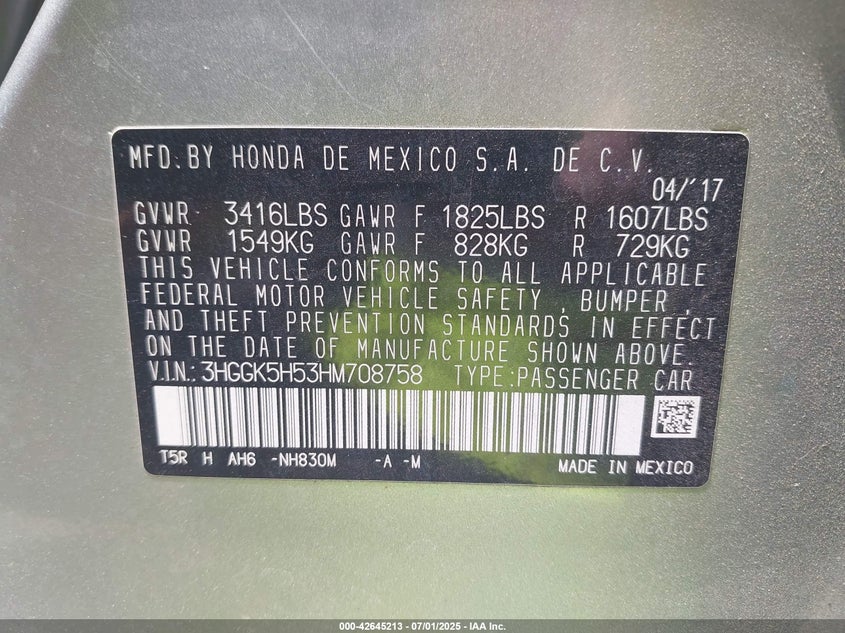 MFD. BY HONDA DE MEXICO S.A. DE C.V.
04/'17
GVWR 3416LBS GAWR F 1825LBS R 1607LBS
GVWR 1549KG GAWR F 828KG R 729KG
THIS VEHICLE CONFORMS TO ALL APPLICABLE
FEDERAL MOTOR VEHICLE SAFETY , BUMPER ,
AND THEFT PREVENTION STANDARDS IN EFFECT
ON THE DATE OF MANUFACTURE SHOWN ABOVE.
V.I.N.: 3HGGK5H53HM708758 TYPE:PASSENGER CAR
T5R H AH6 -NH830M -A -M MADE IN MEXICO
000-42645213 - 07/01/2025 - IAA Inc.